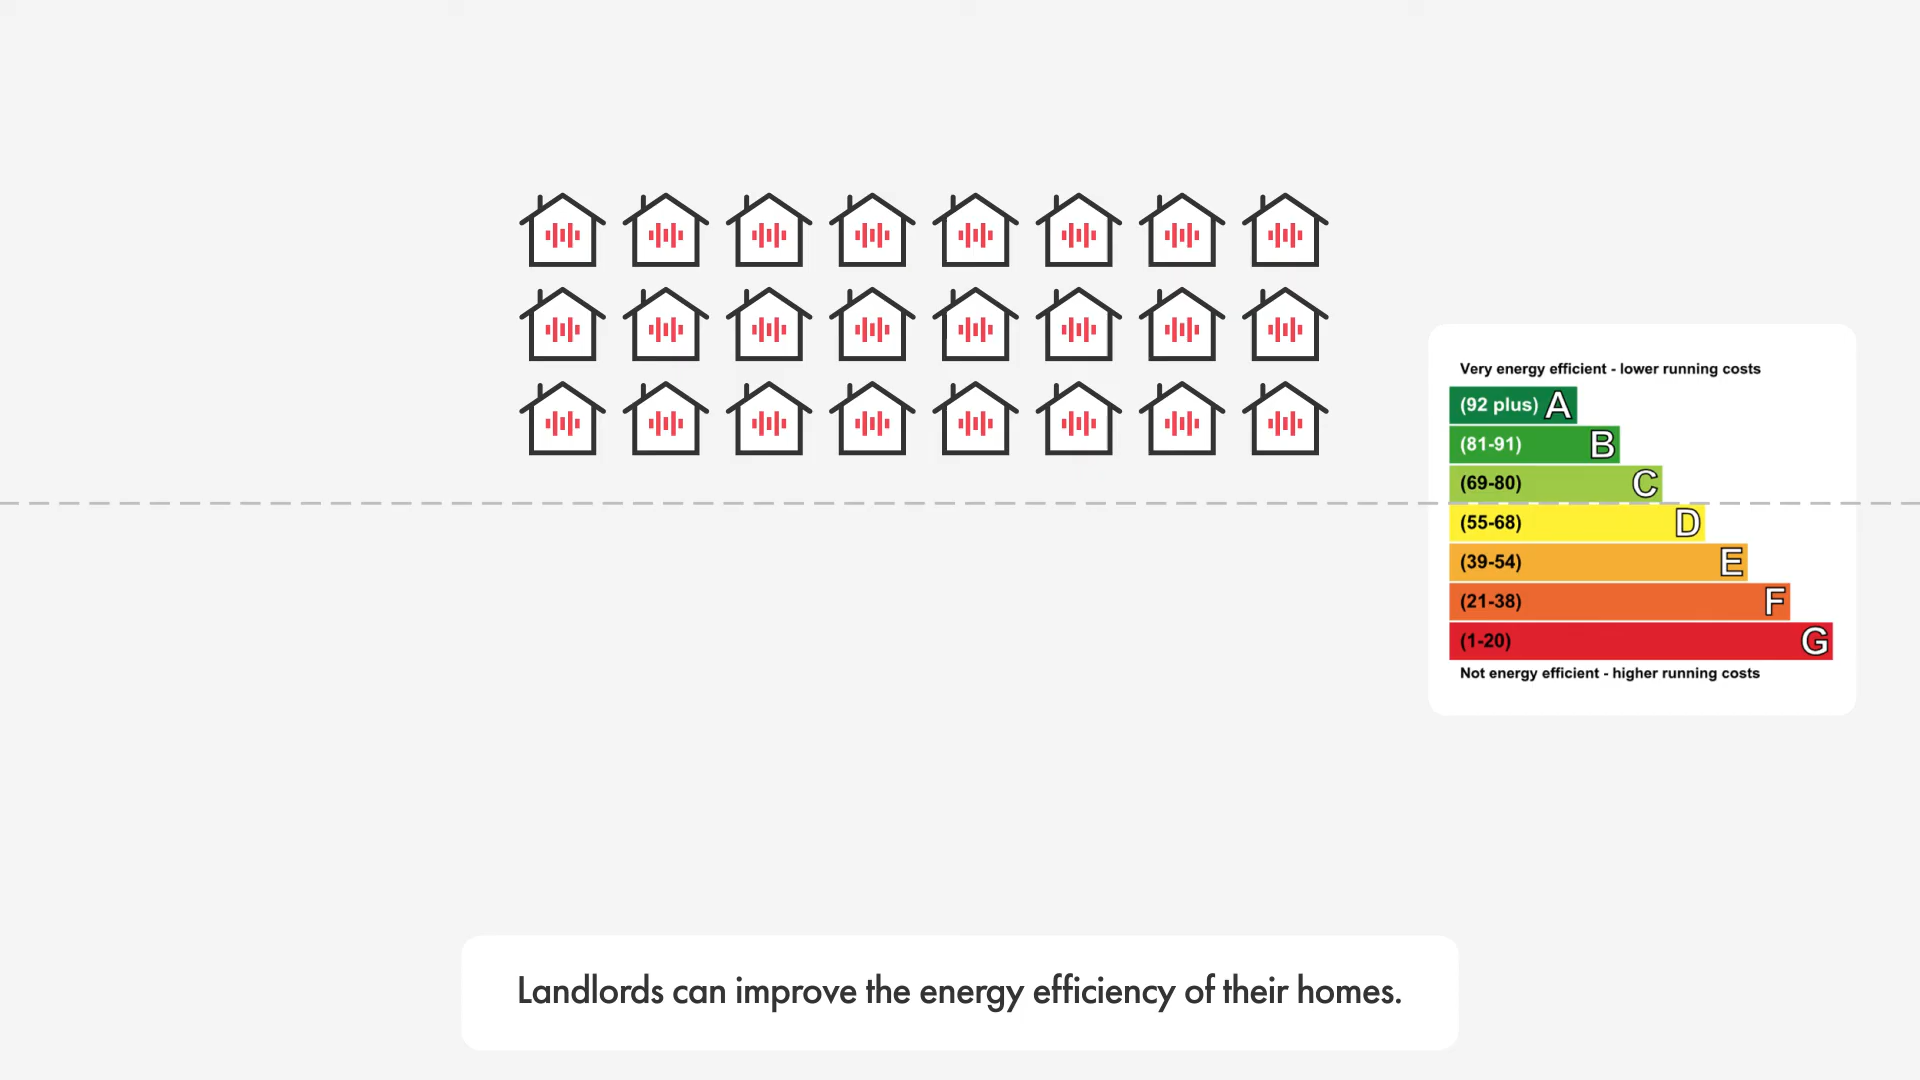 Very energy efficient - lower running costs
(92 plus) A
(81-91) B
(69-80) C
(55-68) D
(39-54) E
(21-38) F
(1-20) G
Not energy efficient - higher running costs
Landlords can improve the energy efficiency of their homes.